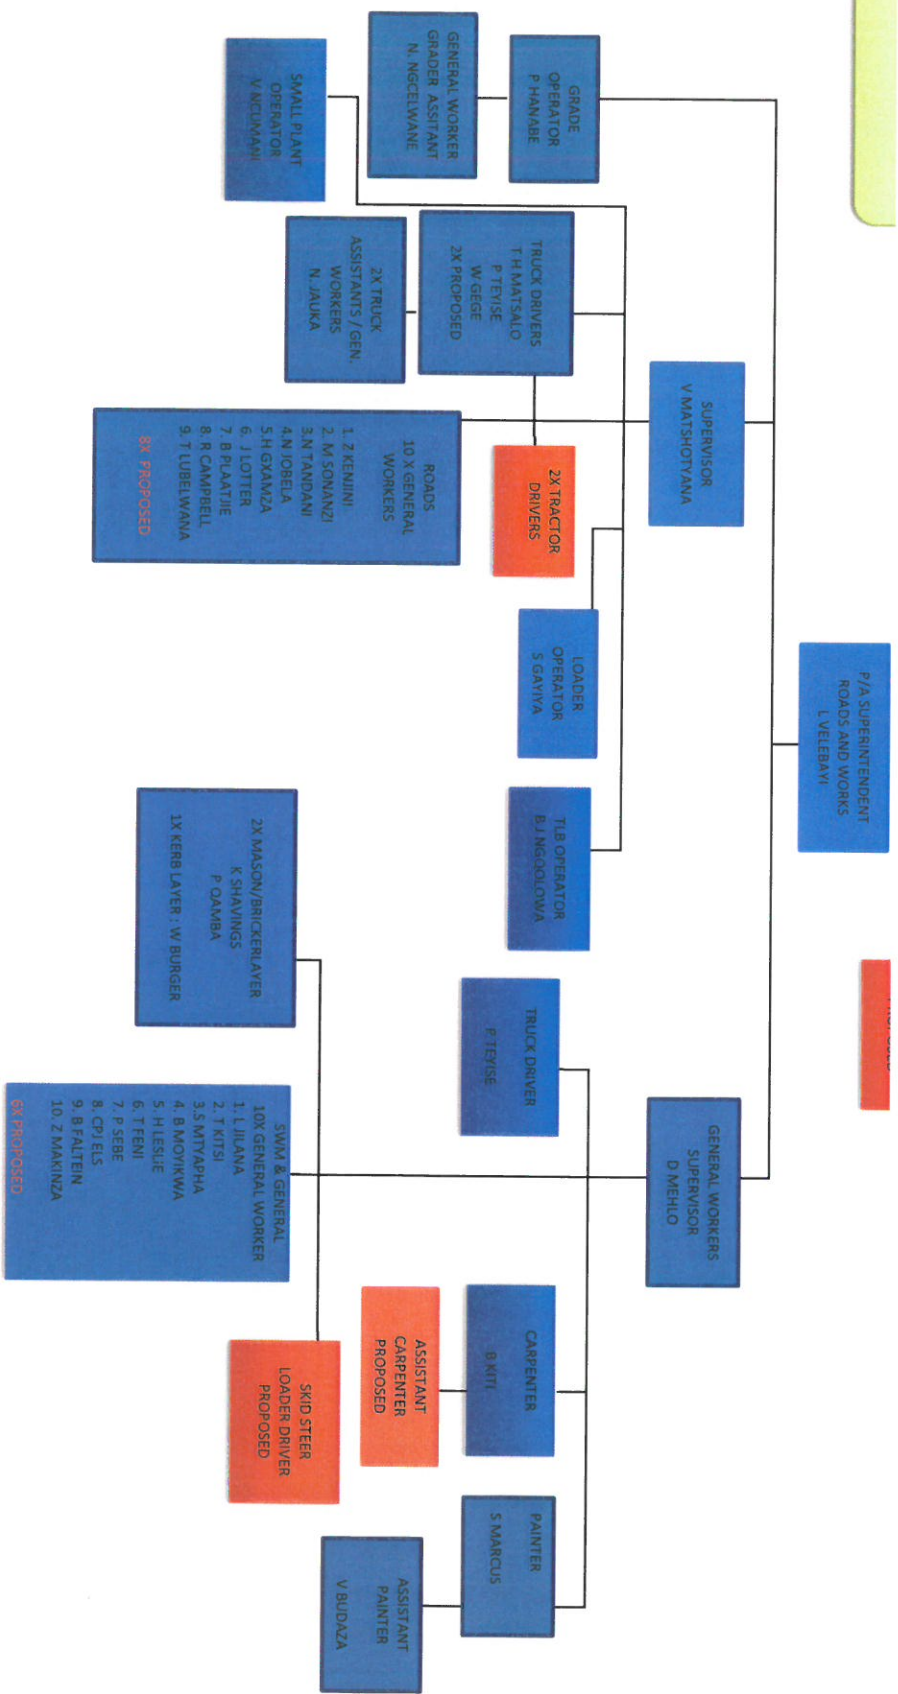 P/A SUPERINTENDENT
ROADS AND WORKS
L VELEBAYI
GRADE
OPERATOR
P HANABE
GENERAL WORKER
GRADER ASSITANT
N. NGCELWANE
SUPERVISOR
V MATSHOTYANA
SMALL PLANT
OPERATOR
V NEUMANI
TRUCK DRIVERS
T H MATSALO
P TEYISE
W GEGE
2X PROPOSED
2X TRUCK
ASSISTANTS / GEN.
WORKERS
N. JAUKA
2X TRACTOR
DRIVERS
ROADS
10 X GENERAL
WORKERS
1. Z KENJINI
2. M SONANZI
3.N TANDANI
4.N JOBELA
5.H GXAMZA
6. J LOTTER
7. B PLAATJIE
8. R CAMPBELL
9. T LUBELWANA
8X PROPOSED
LOADER
OPERATOR
S GAYIYA
TLB OPERATOR
B J NGQOLOWA
GENERAL WORKERS
SUPERVISOR
D MEHLO
TRUCK DRIVER
P TEYISE
CARPENTER
B KITI
ASSISTANT
CARPENTER
PROPOSED
PAINTER
S MARCUS
ASSISTANT
PAINTER
V BUDAZA
2X MASON/BRICKERLAYER
K SHAVINGS
P QAMBA
1X KERB LAYER : W BURGER
SWM & GENERAL
10X GENERAL WORKER
1. L JILANA
2. T KITSI
3.S MTYAPHA
4. B MOYIKWA
5. H LESLIE
6. T FENI
7. P SEBE
8. CPJ ELS
9. B FALTEIN
10. Z MAKINZA
6X PROPOSED
SKID STEER
LOADER DRIVER
PROPOSED